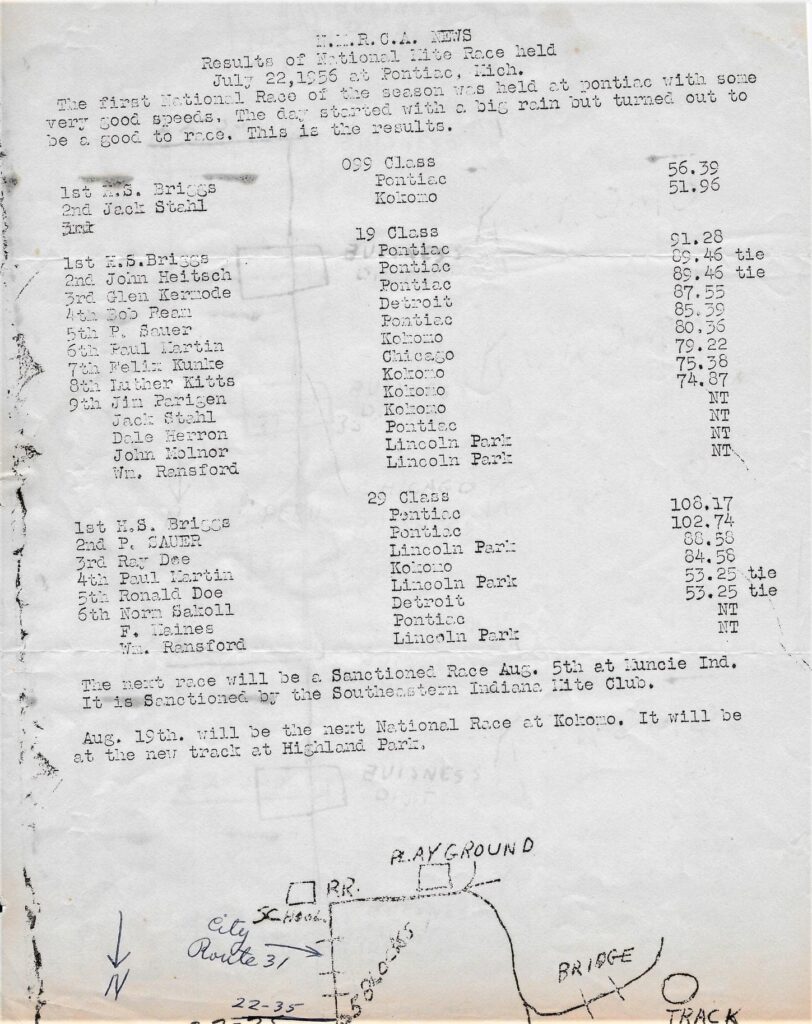 N.M.R.C.A. NEWS
Results of National Mite Race held
July 22,1956 at Pontiac, Mich.
The first National Race of the season was held at pontiac with some
very good speeds. The day started with a big rain but turned out to
be a good to race. This is the results.
099 Class
1st H.S. Briggs Pontiac 56.39
2nd Jack Stahl Kokomo 51.96
3rd
19 Class
1st H.S.Briggs Pontiac 91.28
2nd John Heitsch Pontiac 89.46 tie
3rd Glen Kermode Pontiac 89.46 tie
4th Bob Rean Detroit 87.55
5th P. Sauer Pontiac 85.39
6th Paul Martin Kokomo 80.36
7th Felix Kunke Chicago 79.22
8th Luther Kitts Kokomo 75.38
9th Jim Parigen Kokomo 74.87
Jack Stahl Kokomo NT
Dale Herron Pontiac NT
John Molnor Lincoln Park NT
Wm. Ransford Lincoln Park NT
29 Class
1st H.S. Briggs Pontiac 108.17
2nd P. SAUER Pontiac 102.74
3rd Ray Doe Lincoln Park 88.58
4th Paul Martin Kokomo 84.58
5th Ronald Doe Lincoln Park 53.25 tie
6th Norm Sakoll Detroit 53.25 tie
F. Haines Pontiac NT
Wm. Ransford Lincoln Park NT
The next race will be a Sanctioned Race Aug. 5th at Muncie Ind.
It is Sanctioned by the Southeastern Indiana Mite Club.
Aug. 19th. will be the next National Race at Kokomo. It will be
at the new track at Highland Park.
PLAYGROUND
RR.
SCHOOL
City
Route 31
5 BLOCKS
BRIDGE
N
22-35
TRACK